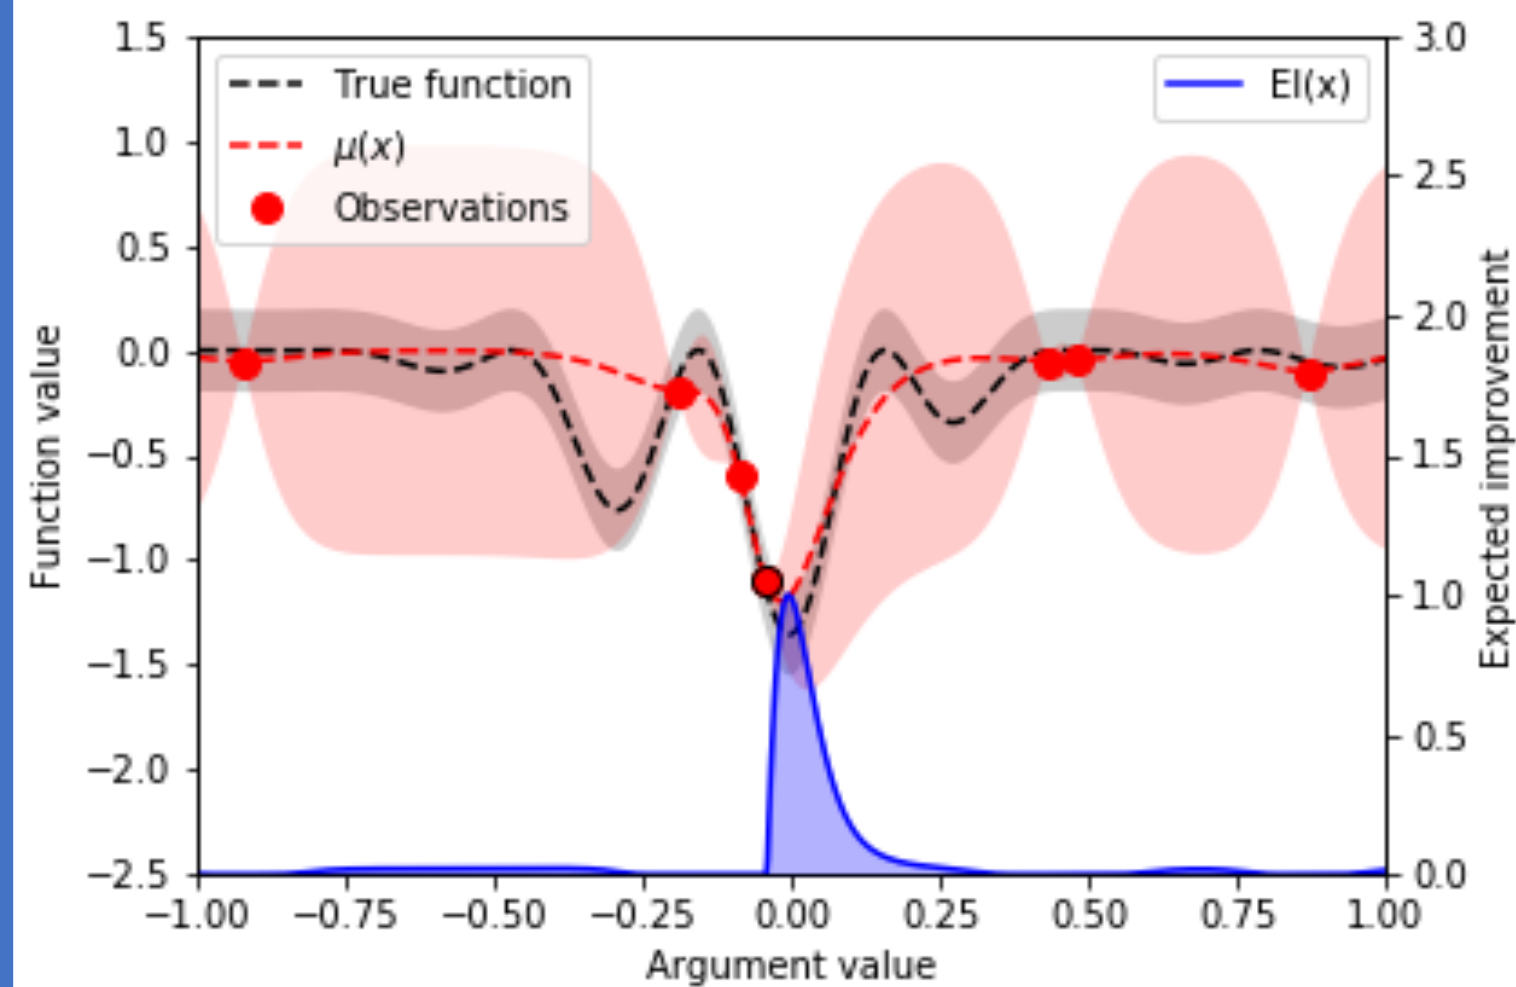 True function
μ(x)
Observations
EI(x)
1.5
1.0
0.5
0.0
−0.5
−1.0
−1.5
−2.0
−2.5
Function value
3.0
2.5
2.0
1.5
1.0
0.5
0.0
Expected improvement
−1.00 −0.75 −0.50 −0.25 0.00 0.25 0.50 0.75 1.00
Argument value